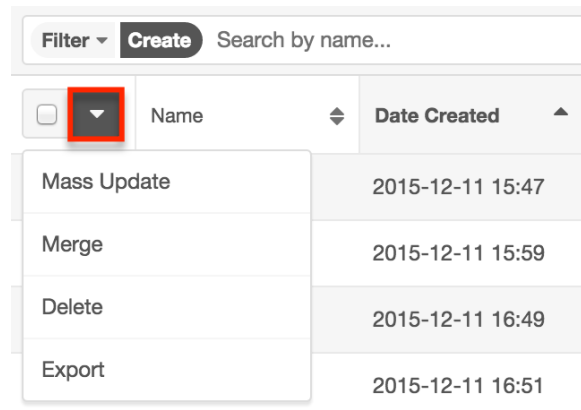 Filter Create Search by name...
Name Date Created
Mass Update 2015-12-11 15:47
Merge 2015-12-11 15:59
Delete 2015-12-11 16:49
Export 2015-12-11 16:51